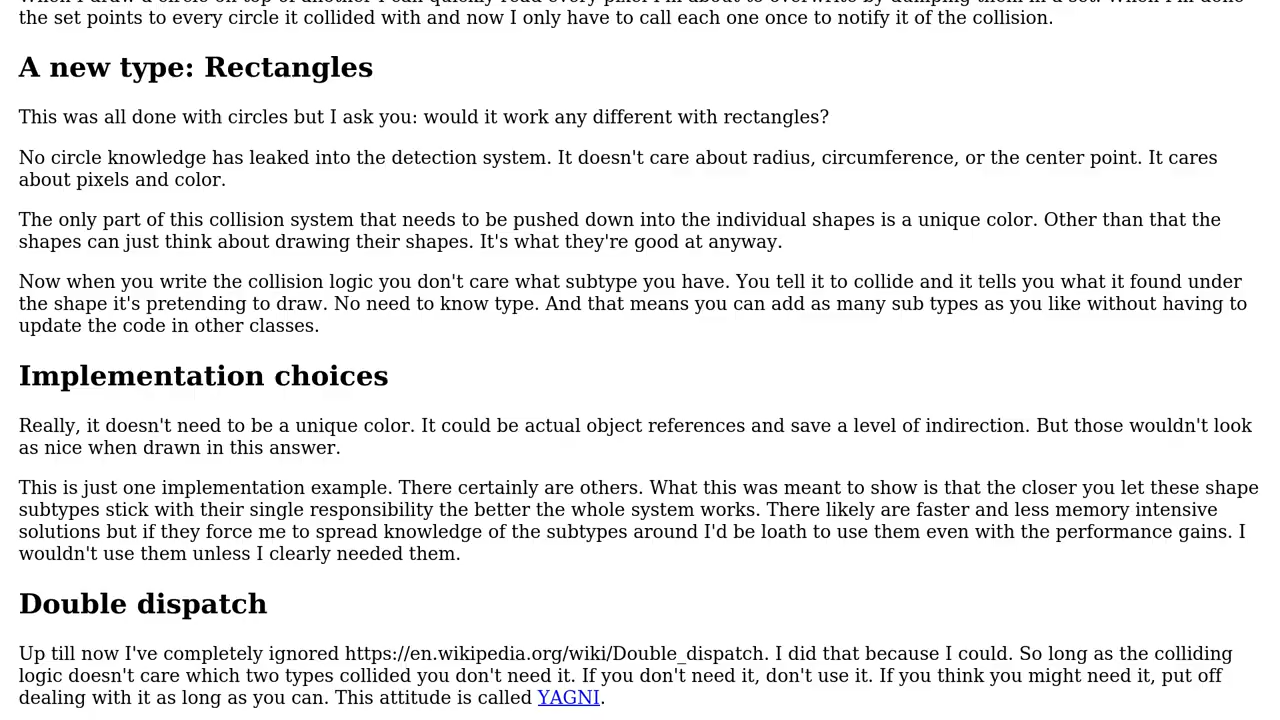 the set points to every circle it collided with and now I only have to call each one once to notify it of the collision.
A new type: Rectangles
This was all done with circles but I ask you: would it work any different with rectangles?
No circle knowledge has leaked into the detection system. It doesn't care about radius, circumference, or the center point. It cares
about pixels and color.
The only part of this collision system that needs to be pushed down into the individual shapes is a unique color. Other than that the
shapes can just think about drawing their shapes. It's what they're good at anyway.
Now when you write the collision logic you don't care what subtype you have. You tell it to collide and it tells you what it found under
the shape it's pretending to draw. No need to know type. And that means you can add as many sub types as you like without having to
update the code in other classes.
Implementation choices
Really, it doesn't need to be a unique color. It could be actual object references and save a level of indirection. But those wouldn't look
as nice when drawn in this answer.
This is just one implementation example. There certainly are others. What this was meant to show is that the closer you let these shape
subtypes stick with their single responsibility the better the whole system works. There likely are faster and less memory intensive
solutions but if they force me to spread knowledge of the subtypes around I'd be loath to use them even with the performance gains. I
wouldn't use them unless I clearly needed them.
Double dispatch
Up till now I've completely ignored https://en.wikipedia.org/wiki/Double_dispatch. I did that because I could. So long as the colliding
logic doesn't care which two types collided you don't need it. If you don't need it, don't use it. If you think you might need it, put off
dealing with it as long as you can. This attitude is called YAGNI.